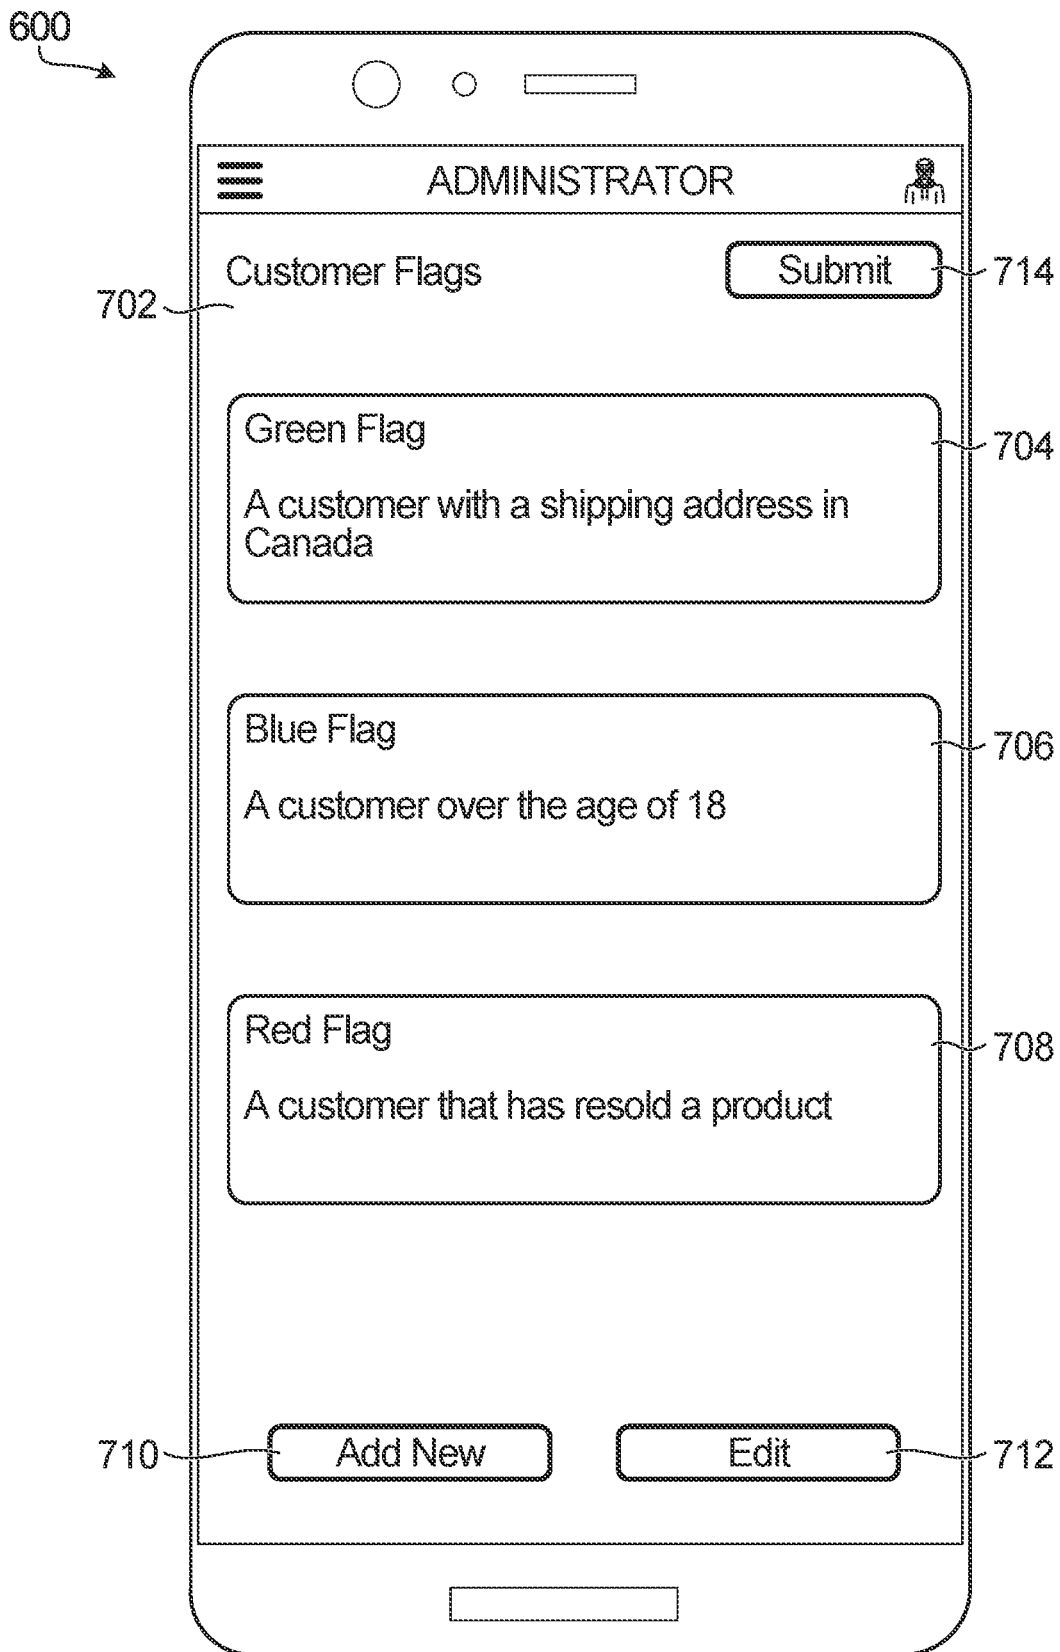 600
ADMINISTRATOR
Customer Flags
Submit
714
702
Green Flag
704
A customer with a shipping address in
Canada
Blue Flag
706
A customer over the age of 18
Red Flag
708
A customer that has resold a product
710
Add New
Edit
712